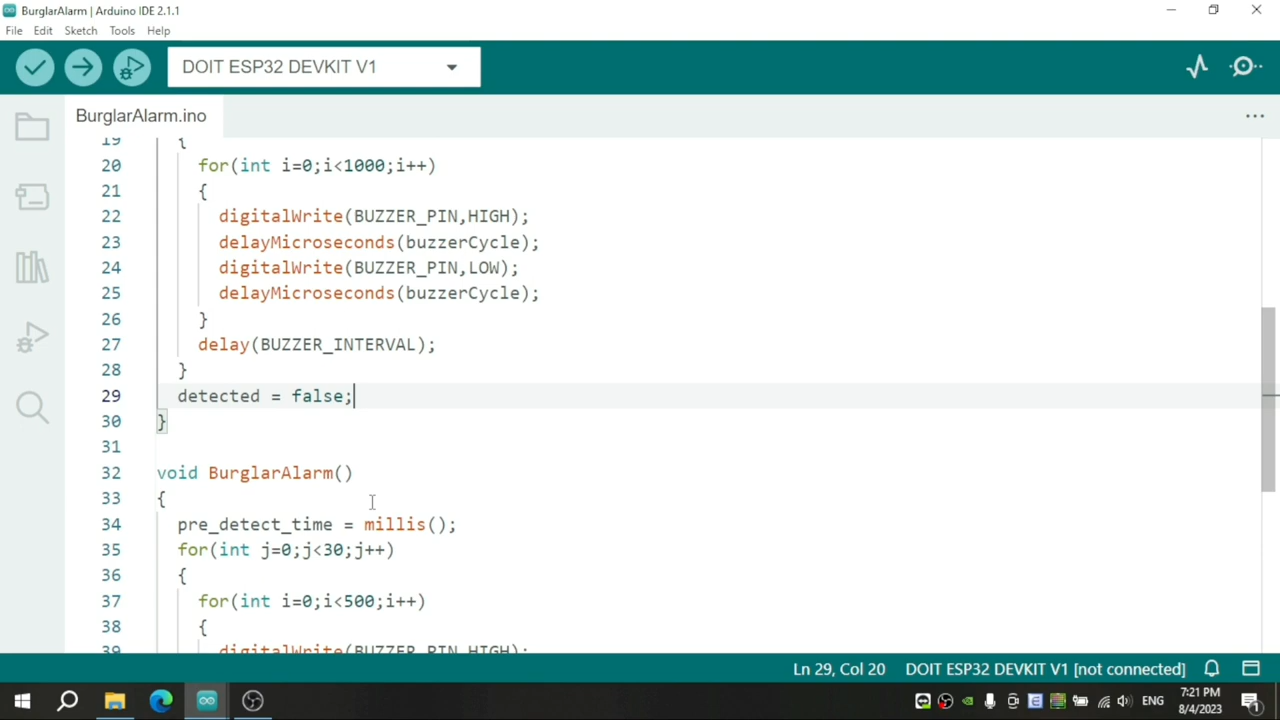 BurglarAlarm | Arduino IDE 2.1.1
File Edit Sketch Tools Help
DOIT ESP32 DEVKIT V1
BurglarAlarm.ino
19 {
20 for(int i=0;i<1000;i++)
21 {
22 digitalWrite(BUZZER_PIN,HIGH);
23 delayMicroseconds(buzzerCycle);
24 digitalWrite(BUZZER_PIN,LOW);
25 delayMicroseconds(buzzerCycle);
26 }
27 delay(BUZZER_INTERVAL);
28 }
29 detected = false;
30 }
31
32 void BurglarAlarm()
33 {
34 pre_detect_time = millis();
35 for(int j=0;j<30;j++)
36 {
37 for(int i=0;i<500;i++)
38 {
39 digitalWrite(BUZZER_PIN,HIGH);
Ln 29, Col 20 DOIT ESP32 DEVKIT V1 [not connected]
ENG
7:21 PM
8/4/2023